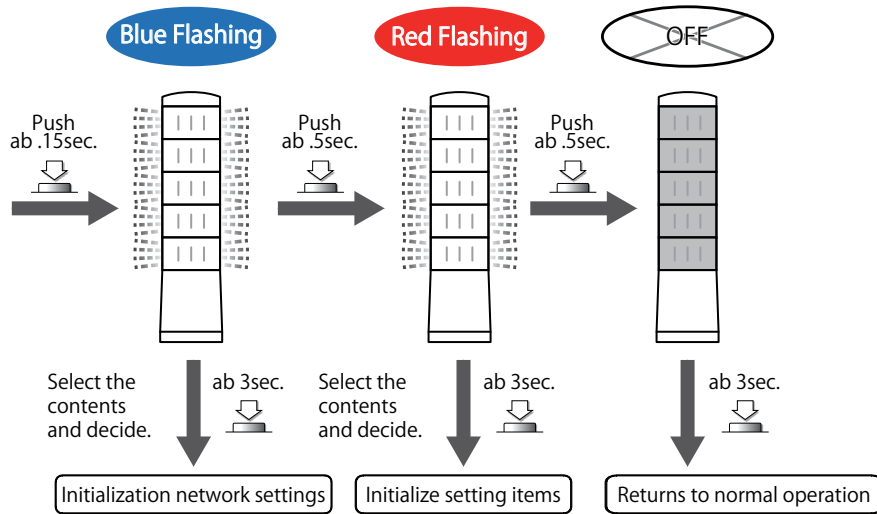 Blue Flashing
Red Flashing
OFF
Push
ab .15sec.
Push
ab .5sec.
Push
ab .5sec.
Select the
contents
and decide.
ab 3sec.
Select the
contents
and decide.
ab 3sec.
ab 3sec.
Initialization network settings
Initialize setting items
Returns to normal operation